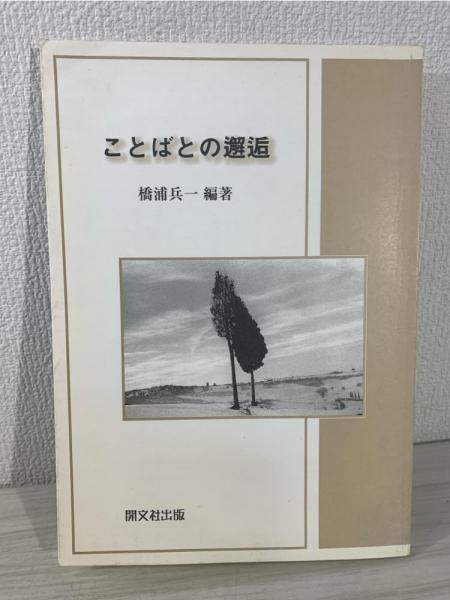 ことばとの邂逅
橋浦兵一 編著
開文社出版